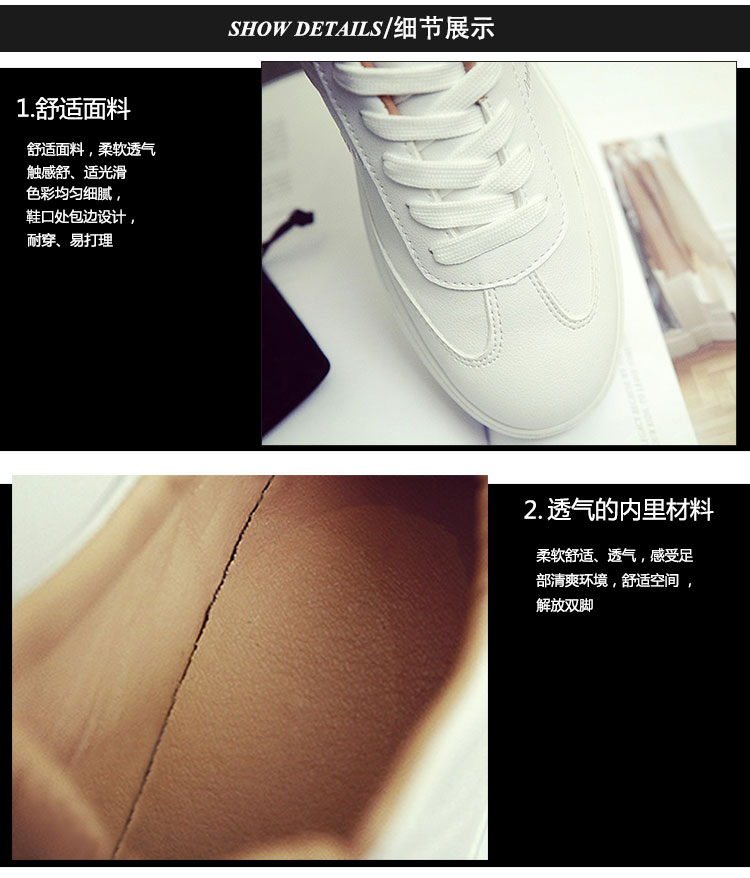 SHOW DETAILS/细节展示
1.舒适面料
舒适面料，柔软透气
触感舒、适光滑
色彩均匀细腻，
鞋口处包边设计，
耐穿、易打理
2. 透气的内里材料
柔软舒适、透气，感受足
部清爽环境，舒适空间 ，
解放双脚